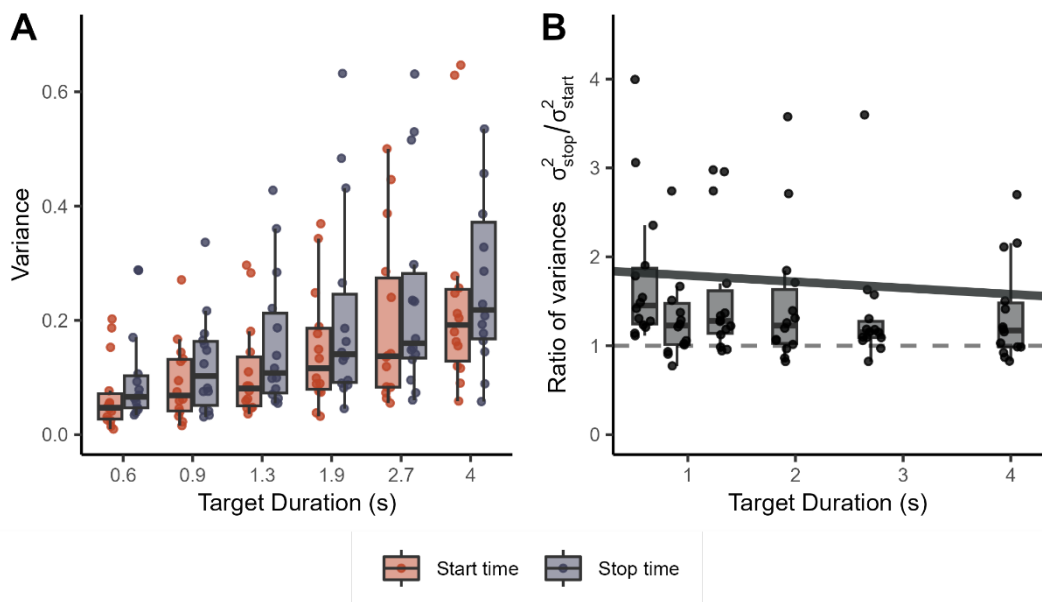 A
Variance
0.6
0.4
0.2
0.0
0.6 0.9 1.3 1.9 2.7 4
Target Duration (s)
B
Ratio of variances σ²stop/σ²start
4
3
2
1
0
1 2 3 4
Target Duration (s)
Start time Stop time